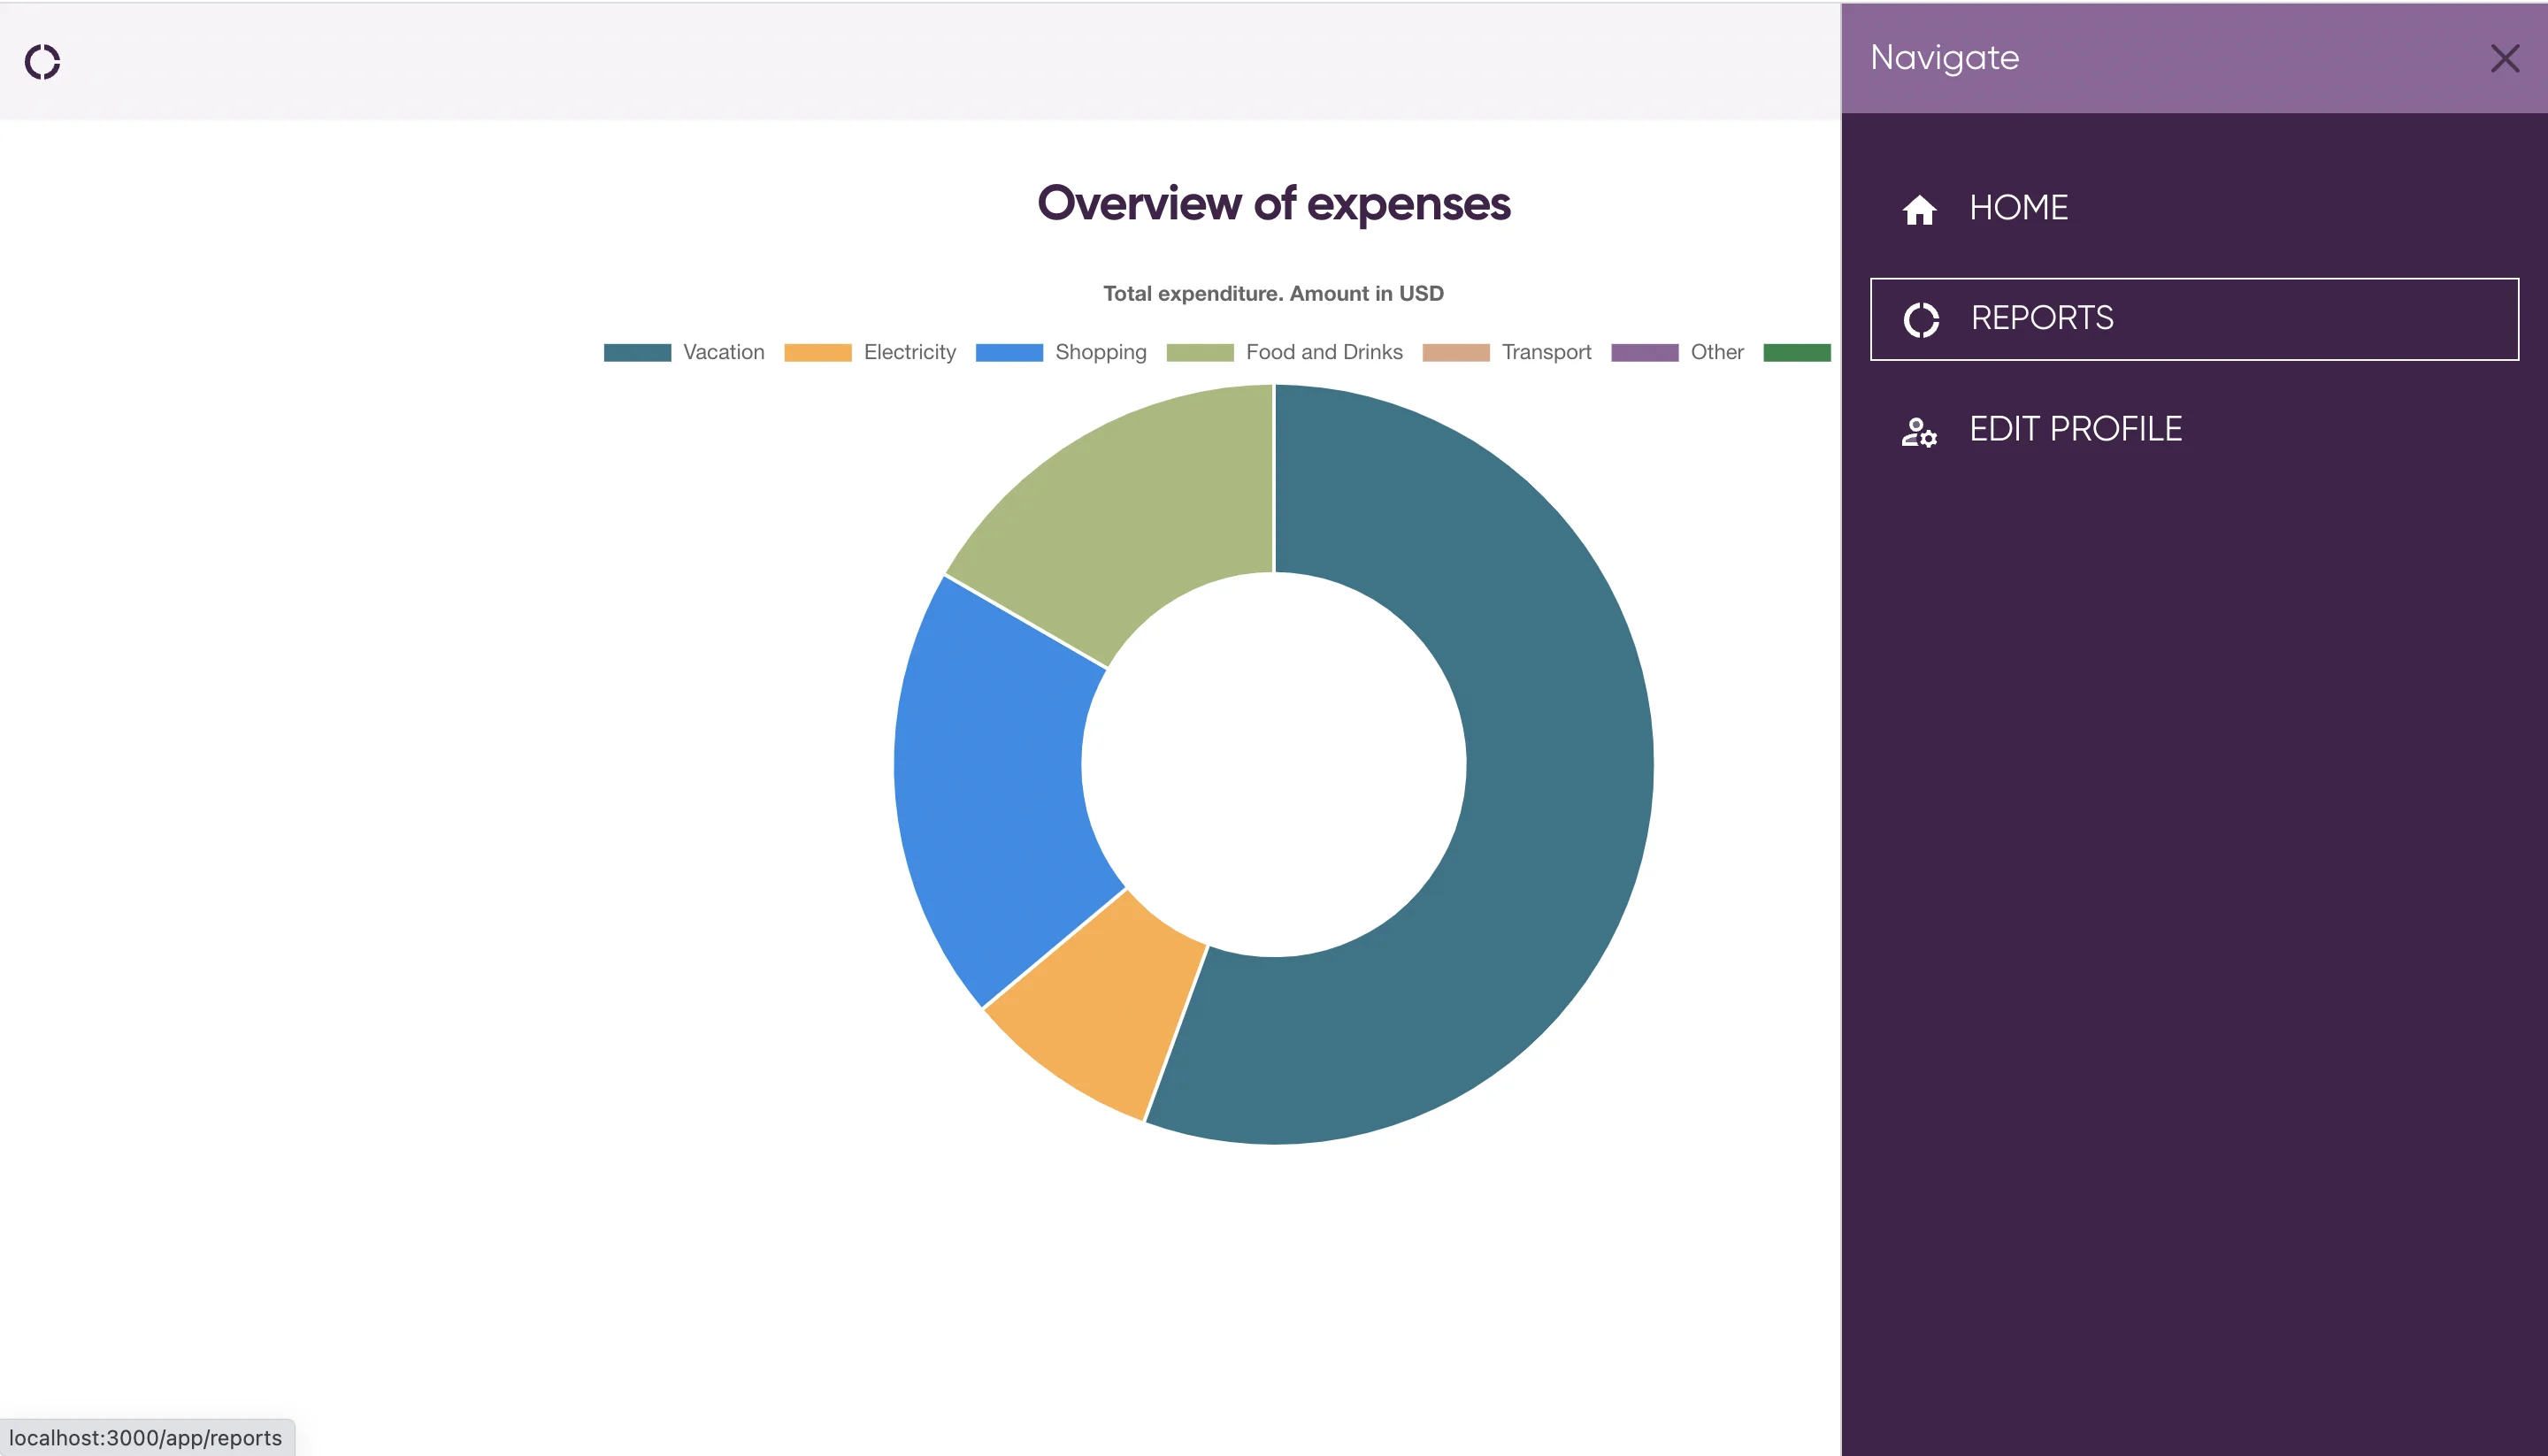 Navigate
HOME
REPORTS
EDIT PROFILE
Overview of expenses
Total expenditure. Amount in USD
Vacation Electricity Shopping Food and Drinks Transport Other
localhost:3000/app/reports